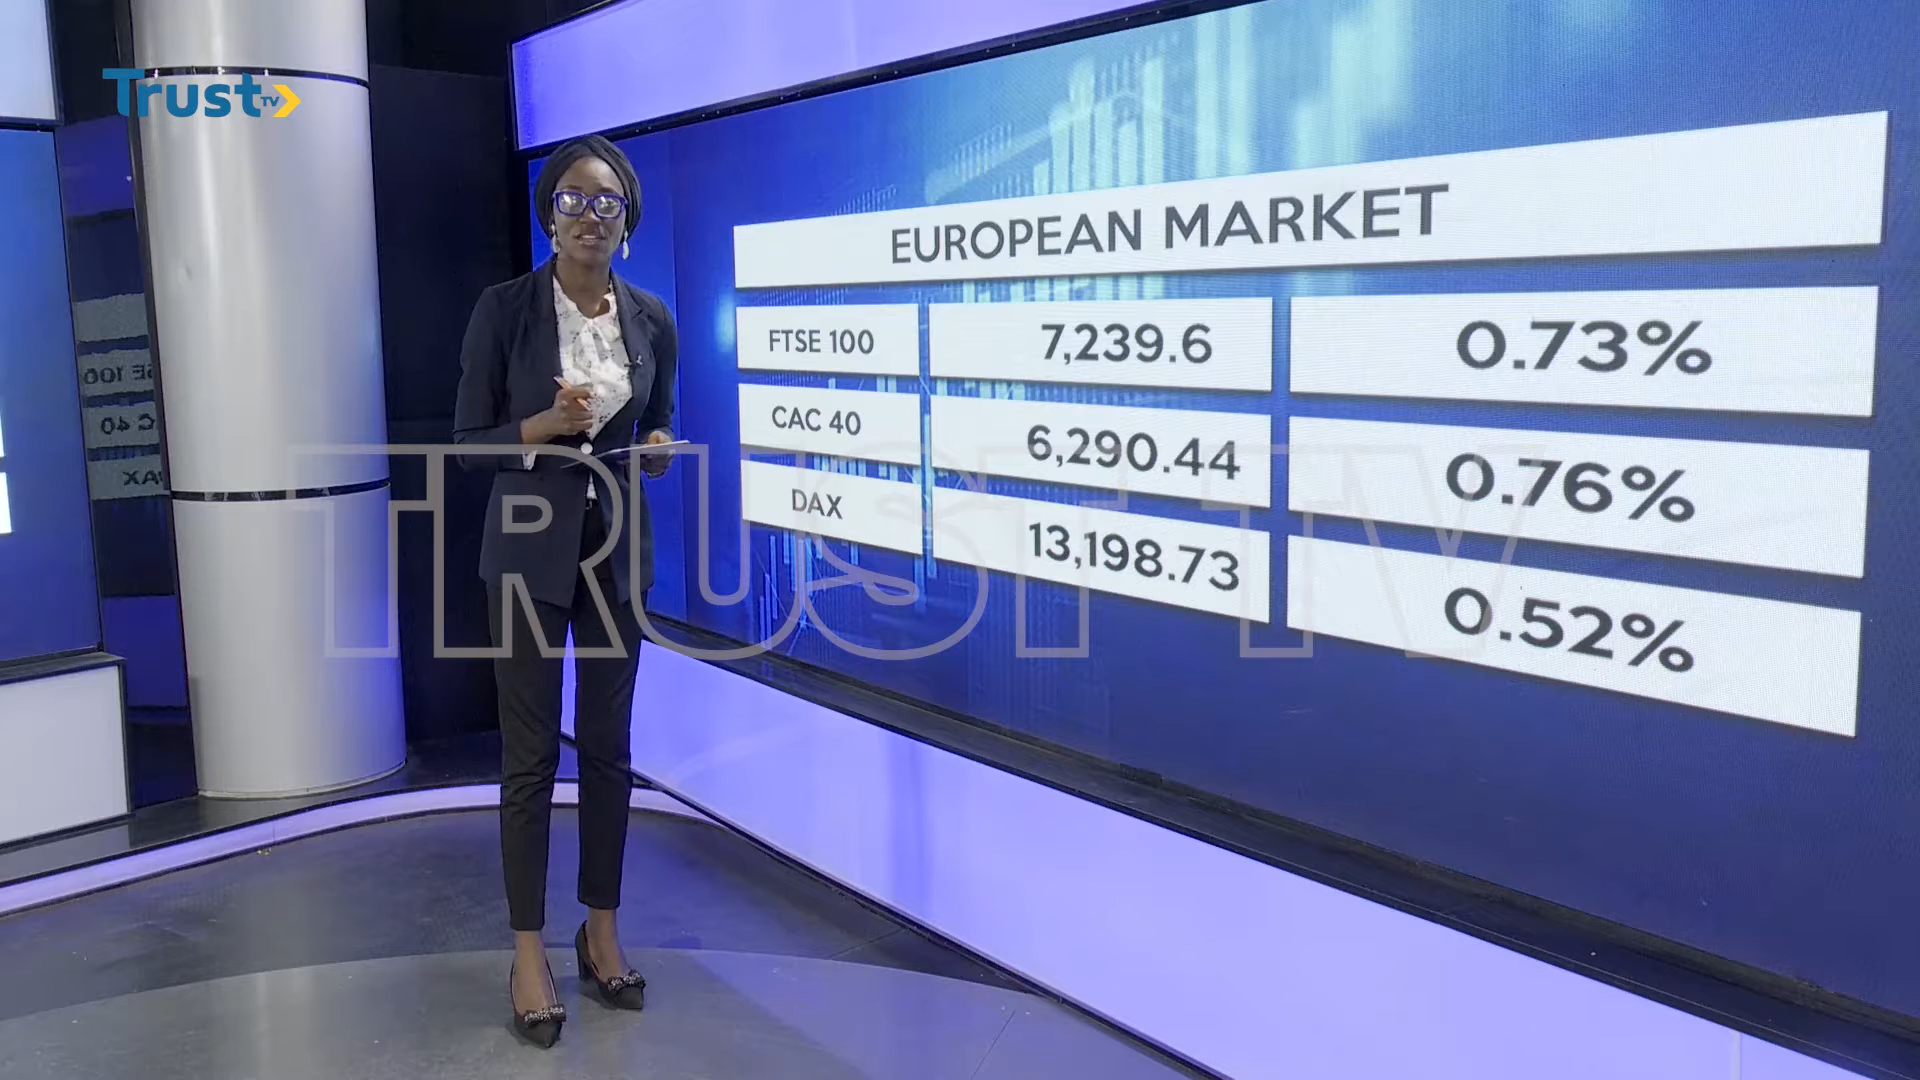 Trust TV
EUROPEAN MARKET
FTSE 100 7,239.6 0.73%
CAC 40 6,290.44 0.76%
DAX 13,198.73 0.52%
TRUST TV